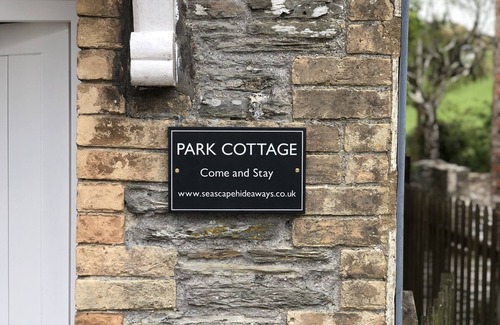 PARK COTTAGE
Come and Stay
www.seascapehideaways.co.uk